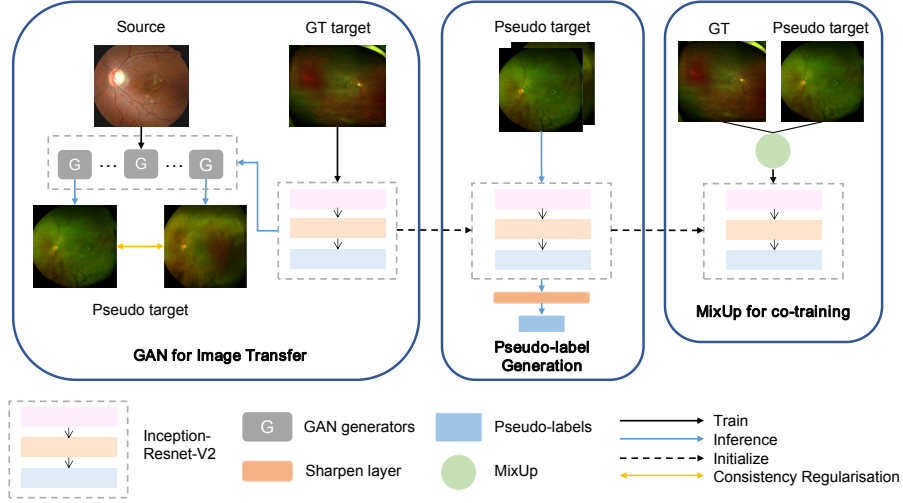 Source
GT target
G ... G ... G
Pseudo target
GAN for Image Transfer
Pseudo target
Pseudo-label
Generation
GT
Pseudo target
MixUp for co-training
Inception-
Resnet-V2
G
GAN generators
Sharpen layer
Pseudo-labels
MixUp
Train
Inference
Initialize
Consistency Regularisation